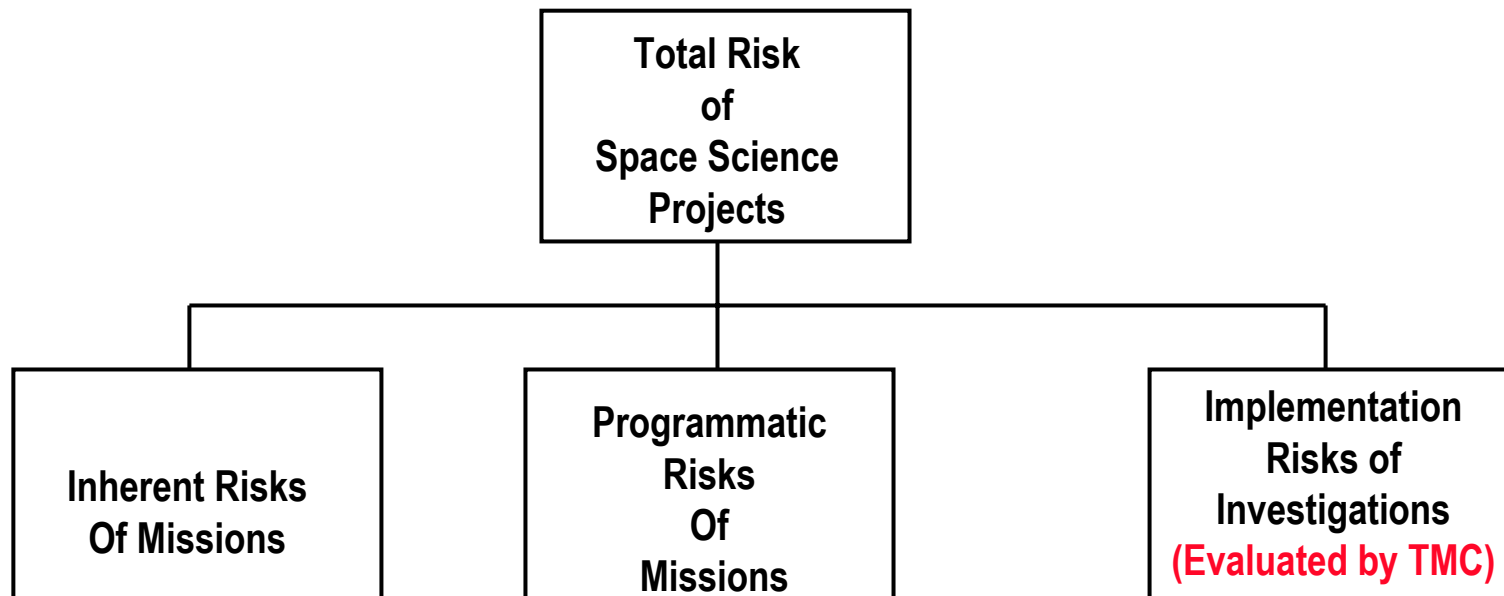 Total Risk
of
Space Science
Projects
Inherent Risks
Of Missions
Programmatic
Risks
Of
Missions
Implementation
Risks of
Investigations
(Evaluated by TMC)